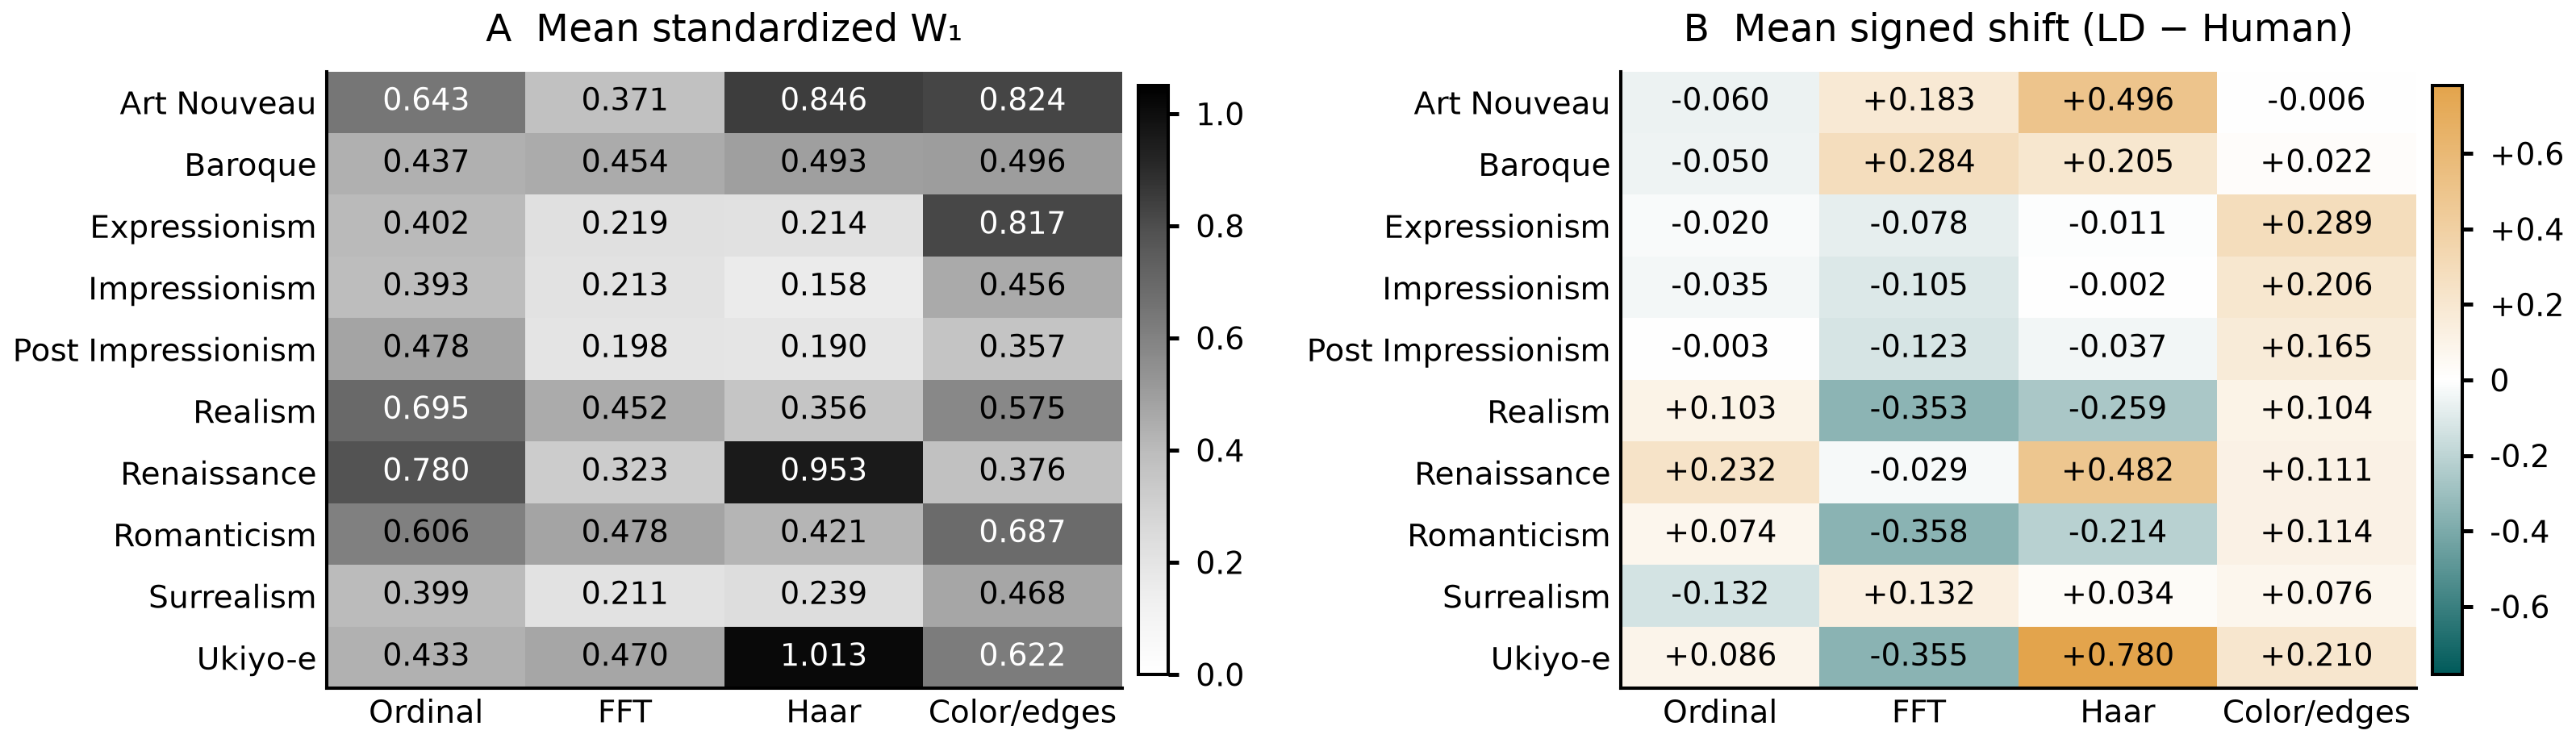 A Mean standardized W₁
Art Nouveau 0.643 0.371 0.846 0.824
Baroque 0.437 0.454 0.493 0.496
Expressionism 0.402 0.219 0.214 0.817
Impressionism 0.393 0.213 0.158 0.456
Post Impressionism 0.478 0.198 0.190 0.357
Realism 0.695 0.452 0.356 0.575
Renaissance 0.780 0.323 0.953 0.376
Romanticism 0.606 0.478 0.421 0.687
Surrealism 0.399 0.211 0.239 0.468
Ukiyo-e 0.433 0.470 1.013 0.622
Ordinal FFT Haar Color/edges
1.0
0.8
0.6
0.4
0.2
0.0
B Mean signed shift (LD − Human)
Art Nouveau -0.060 +0.183 +0.496 -0.006
Baroque -0.050 +0.284 +0.205 +0.022
Expressionism -0.020 -0.078 -0.011 +0.289
Impressionism -0.035 -0.105 -0.002 +0.206
Post Impressionism -0.003 -0.123 -0.037 +0.165
Realism +0.103 -0.353 -0.259 +0.104
Renaissance +0.232 -0.029 +0.482 +0.111
Romanticism +0.074 -0.358 -0.214 +0.114
Surrealism -0.132 +0.132 +0.034 +0.076
Ukiyo-e +0.086 -0.355 +0.780 +0.210
Ordinal FFT Haar Color/edges
+0.6
+0.4
+0.2
0
-0.2
-0.4
-0.6